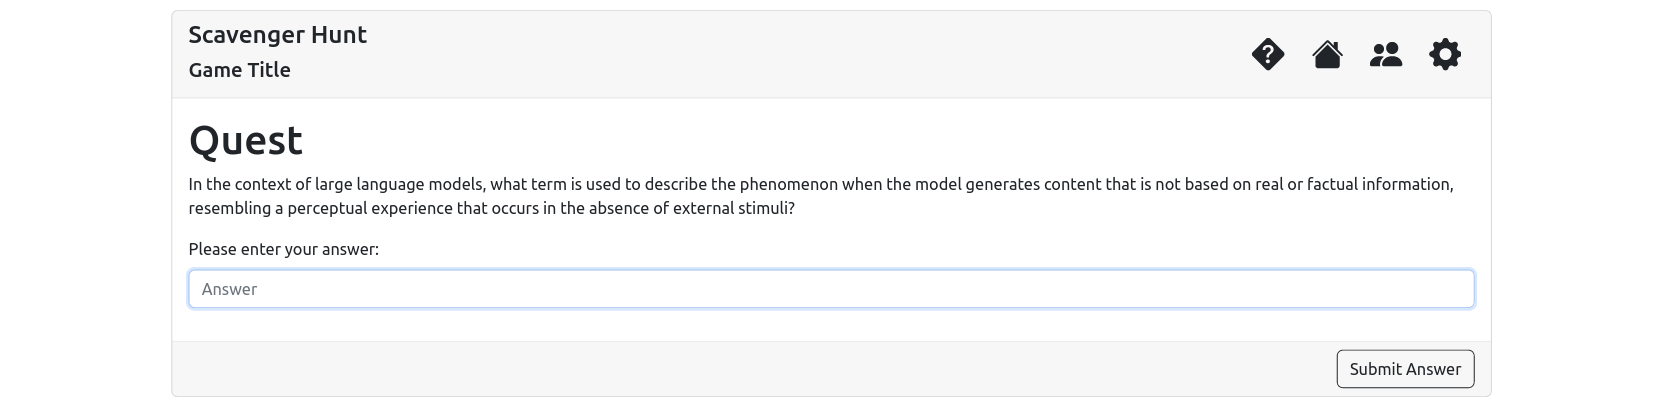 Scavenger Hunt
Game Title
Quest
In the context of large language models, what term is used to describe the phenomenon when the model generates content that is not based on real or factual information,
resembling a perceptual experience that occurs in the absence of external stimuli?
Please enter your answer:
Answer
Submit Answer